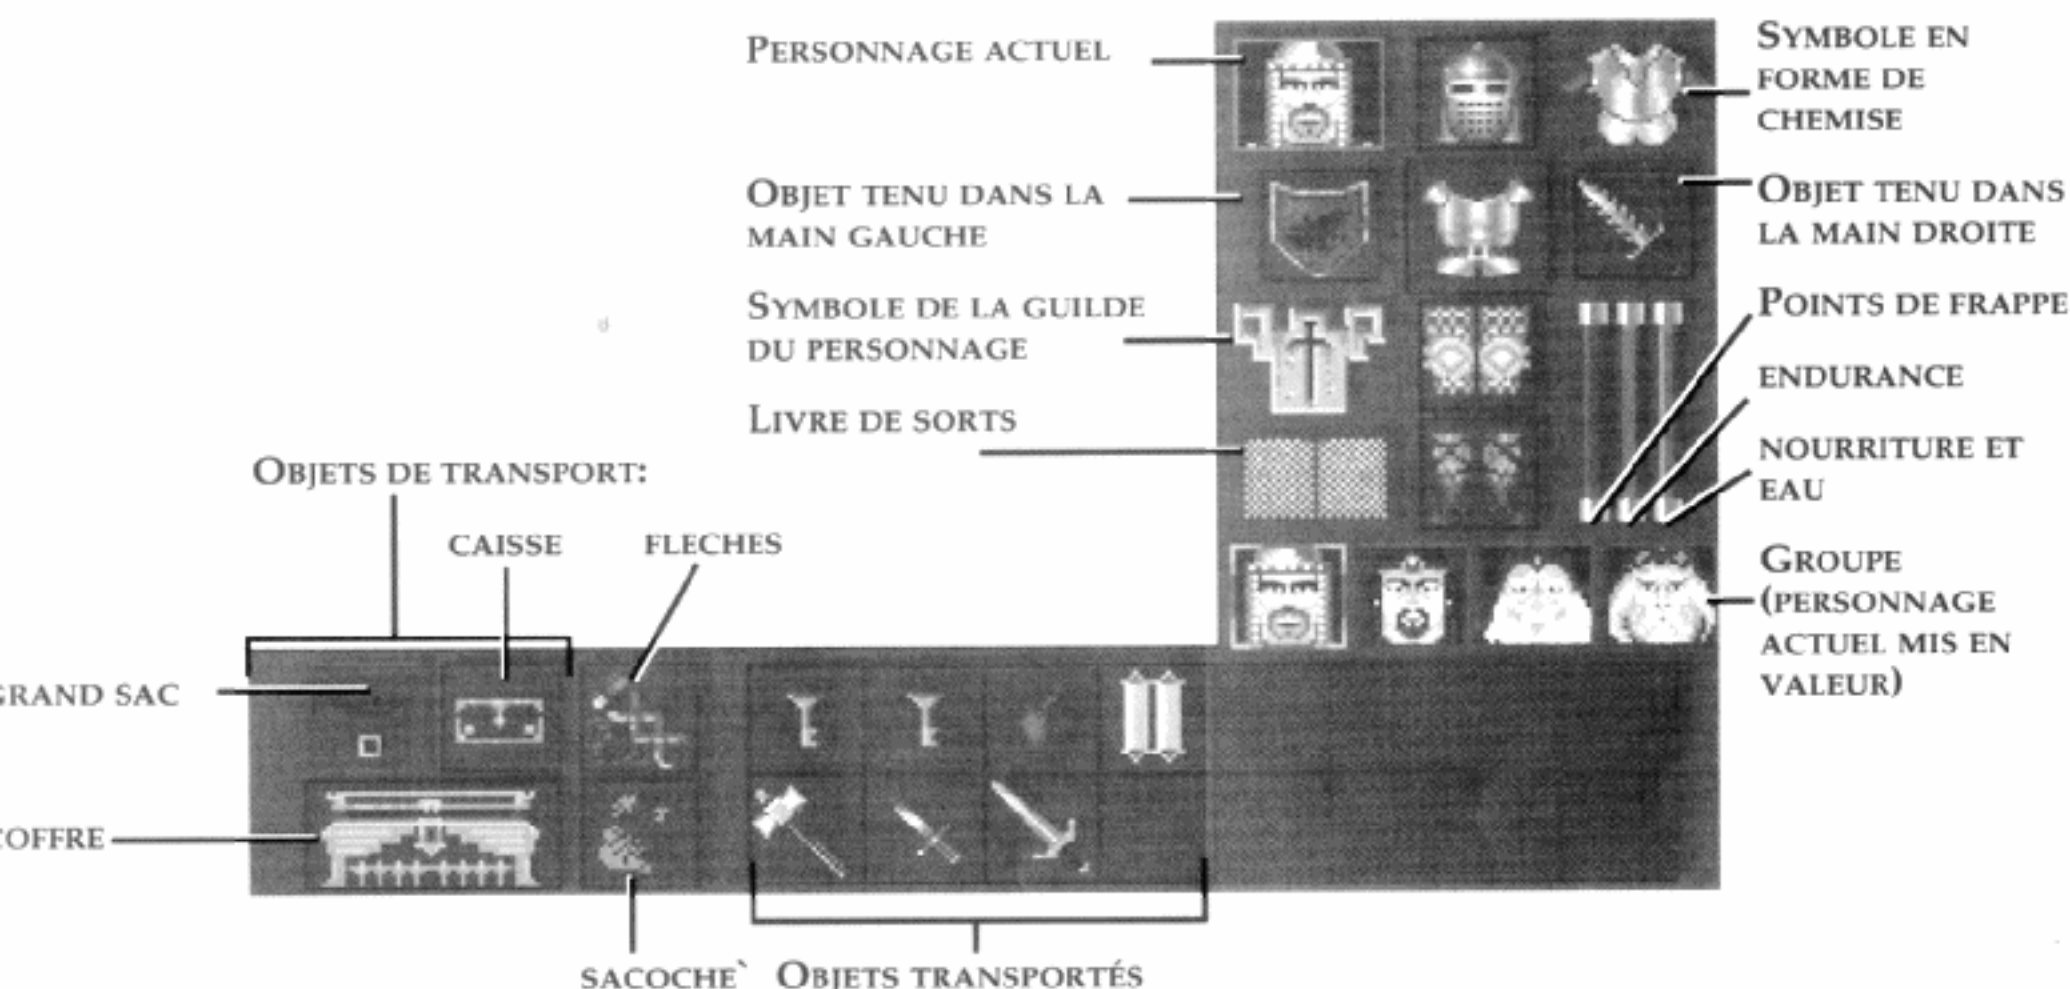 PERSONNAGE ACTUEL
SYMBOLE EN
FORME DE
CHEMISE
OBJET TENU DANS LA
MAIN GAUCHE
OBJET TENU DANS
LA MAIN DROITE
SYMBOLE DE LA GUILDE
DU PERSONNAGE
POINTS DE FRAPPE
ENDURANCE
LIVRE DE SORTS
NOURRITURE ET
EAU
OBJETS DE TRANSPORT:
CAISSE
FLECHES
GROUPE
(PERSONNAGE
ACTUEL MIS EN
VALEUR)
GRAND SAC
COFFRE
SACOCHE`
OBJETS TRANSPORTÉS